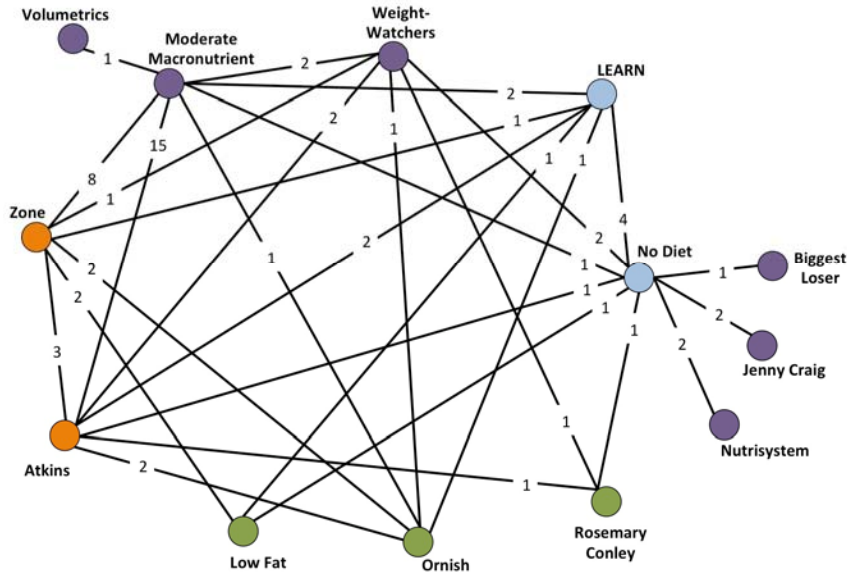 Volumetrics
Weight-
Watchers
Moderate
Macronutrient
LEARN
1
2
2
2
1
1
15
1
1
8
1
Zone
4
2
2
No Diet
Biggest
Loser
1
2
1
1
2
1
1
2
Jenny Craig
1
2
3
1
Nutrisystem
Atkins
2
1
Rosemary
Conley
Low Fat
Ornish